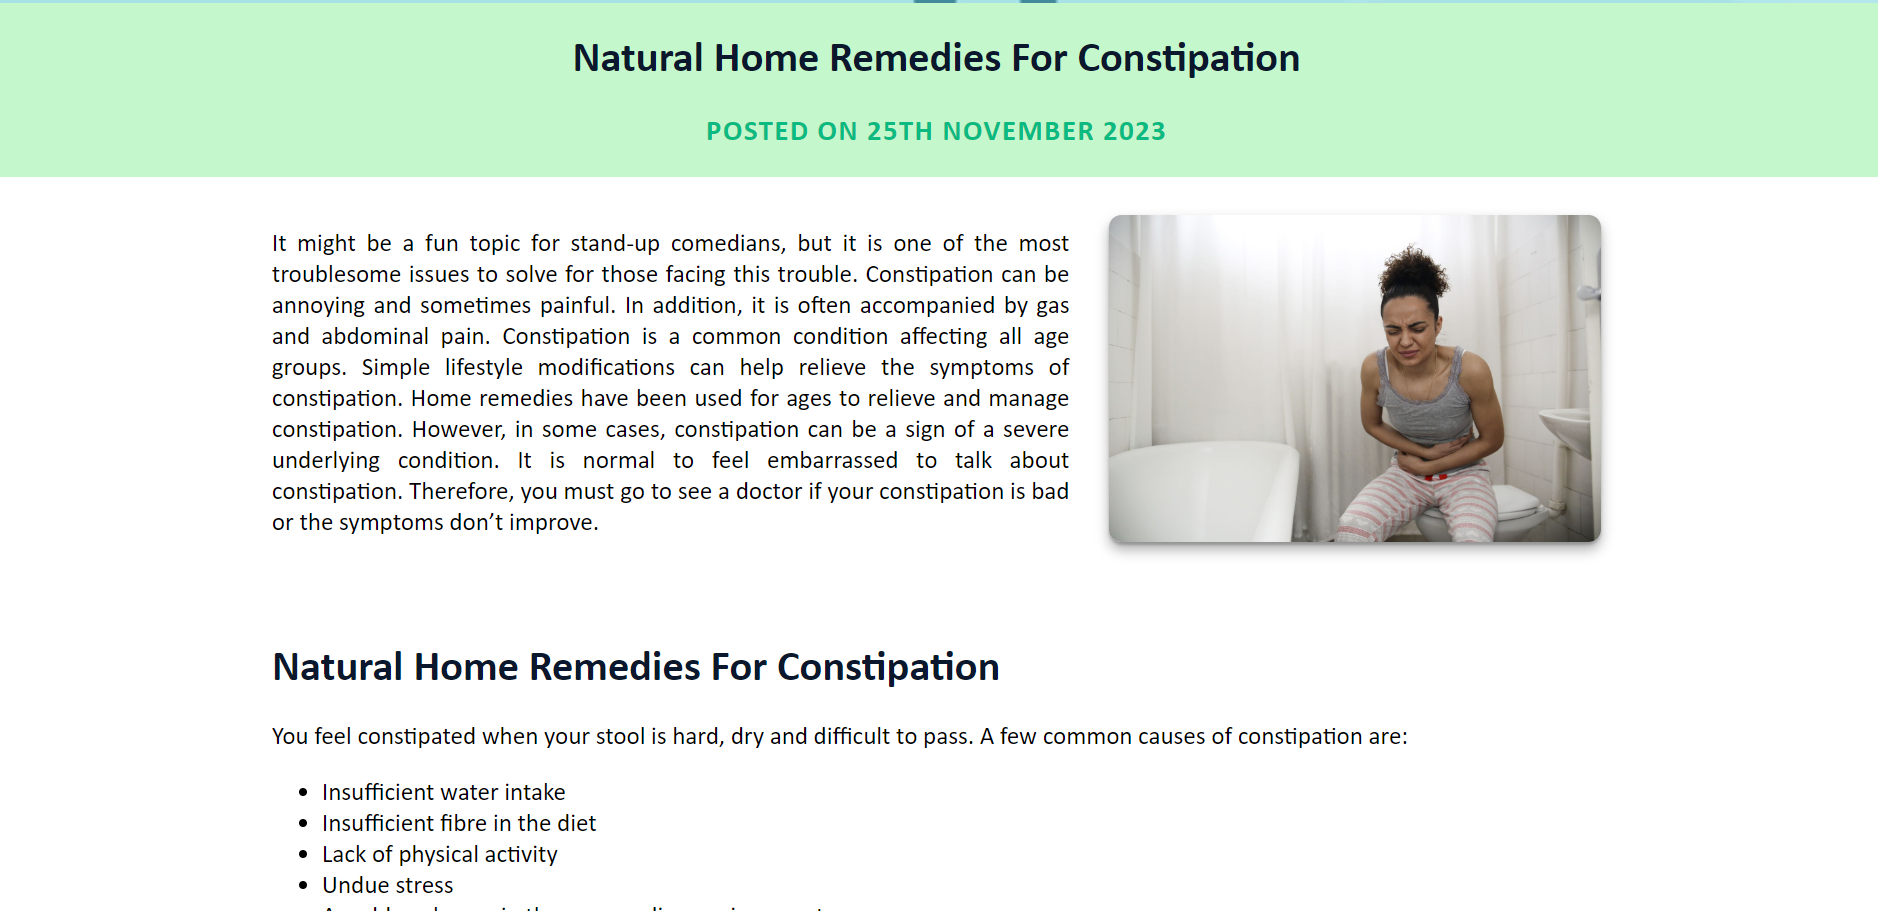 Natural Home Remedies For Constipation
POSTED ON 25TH NOVEMBER 2023
It might be a fun topic for stand-up comedians, but it is one of the most
troublesome issues to solve for those facing this trouble. Constipation can be
annoying and sometimes painful. In addition, it is often accompanied by gas
and abdominal pain. Constipation is a common condition affecting all age
groups. Simple lifestyle modifications can help relieve the symptoms of
constipation. Home remedies have been used for ages to relieve and manage
constipation. However, in some cases, constipation can be a sign of a severe
underlying condition. It is normal to feel embarrassed to talk about
constipation. Therefore, you must go to see a doctor if your constipation is bad
or the symptoms don’t improve.
Natural Home Remedies For Constipation
You feel constipated when your stool is hard, dry and difficult to pass. A few common causes of constipation are:
• Insufficient water intake
• Insufficient fibre in the diet
• Lack of physical activity
• Undue stress